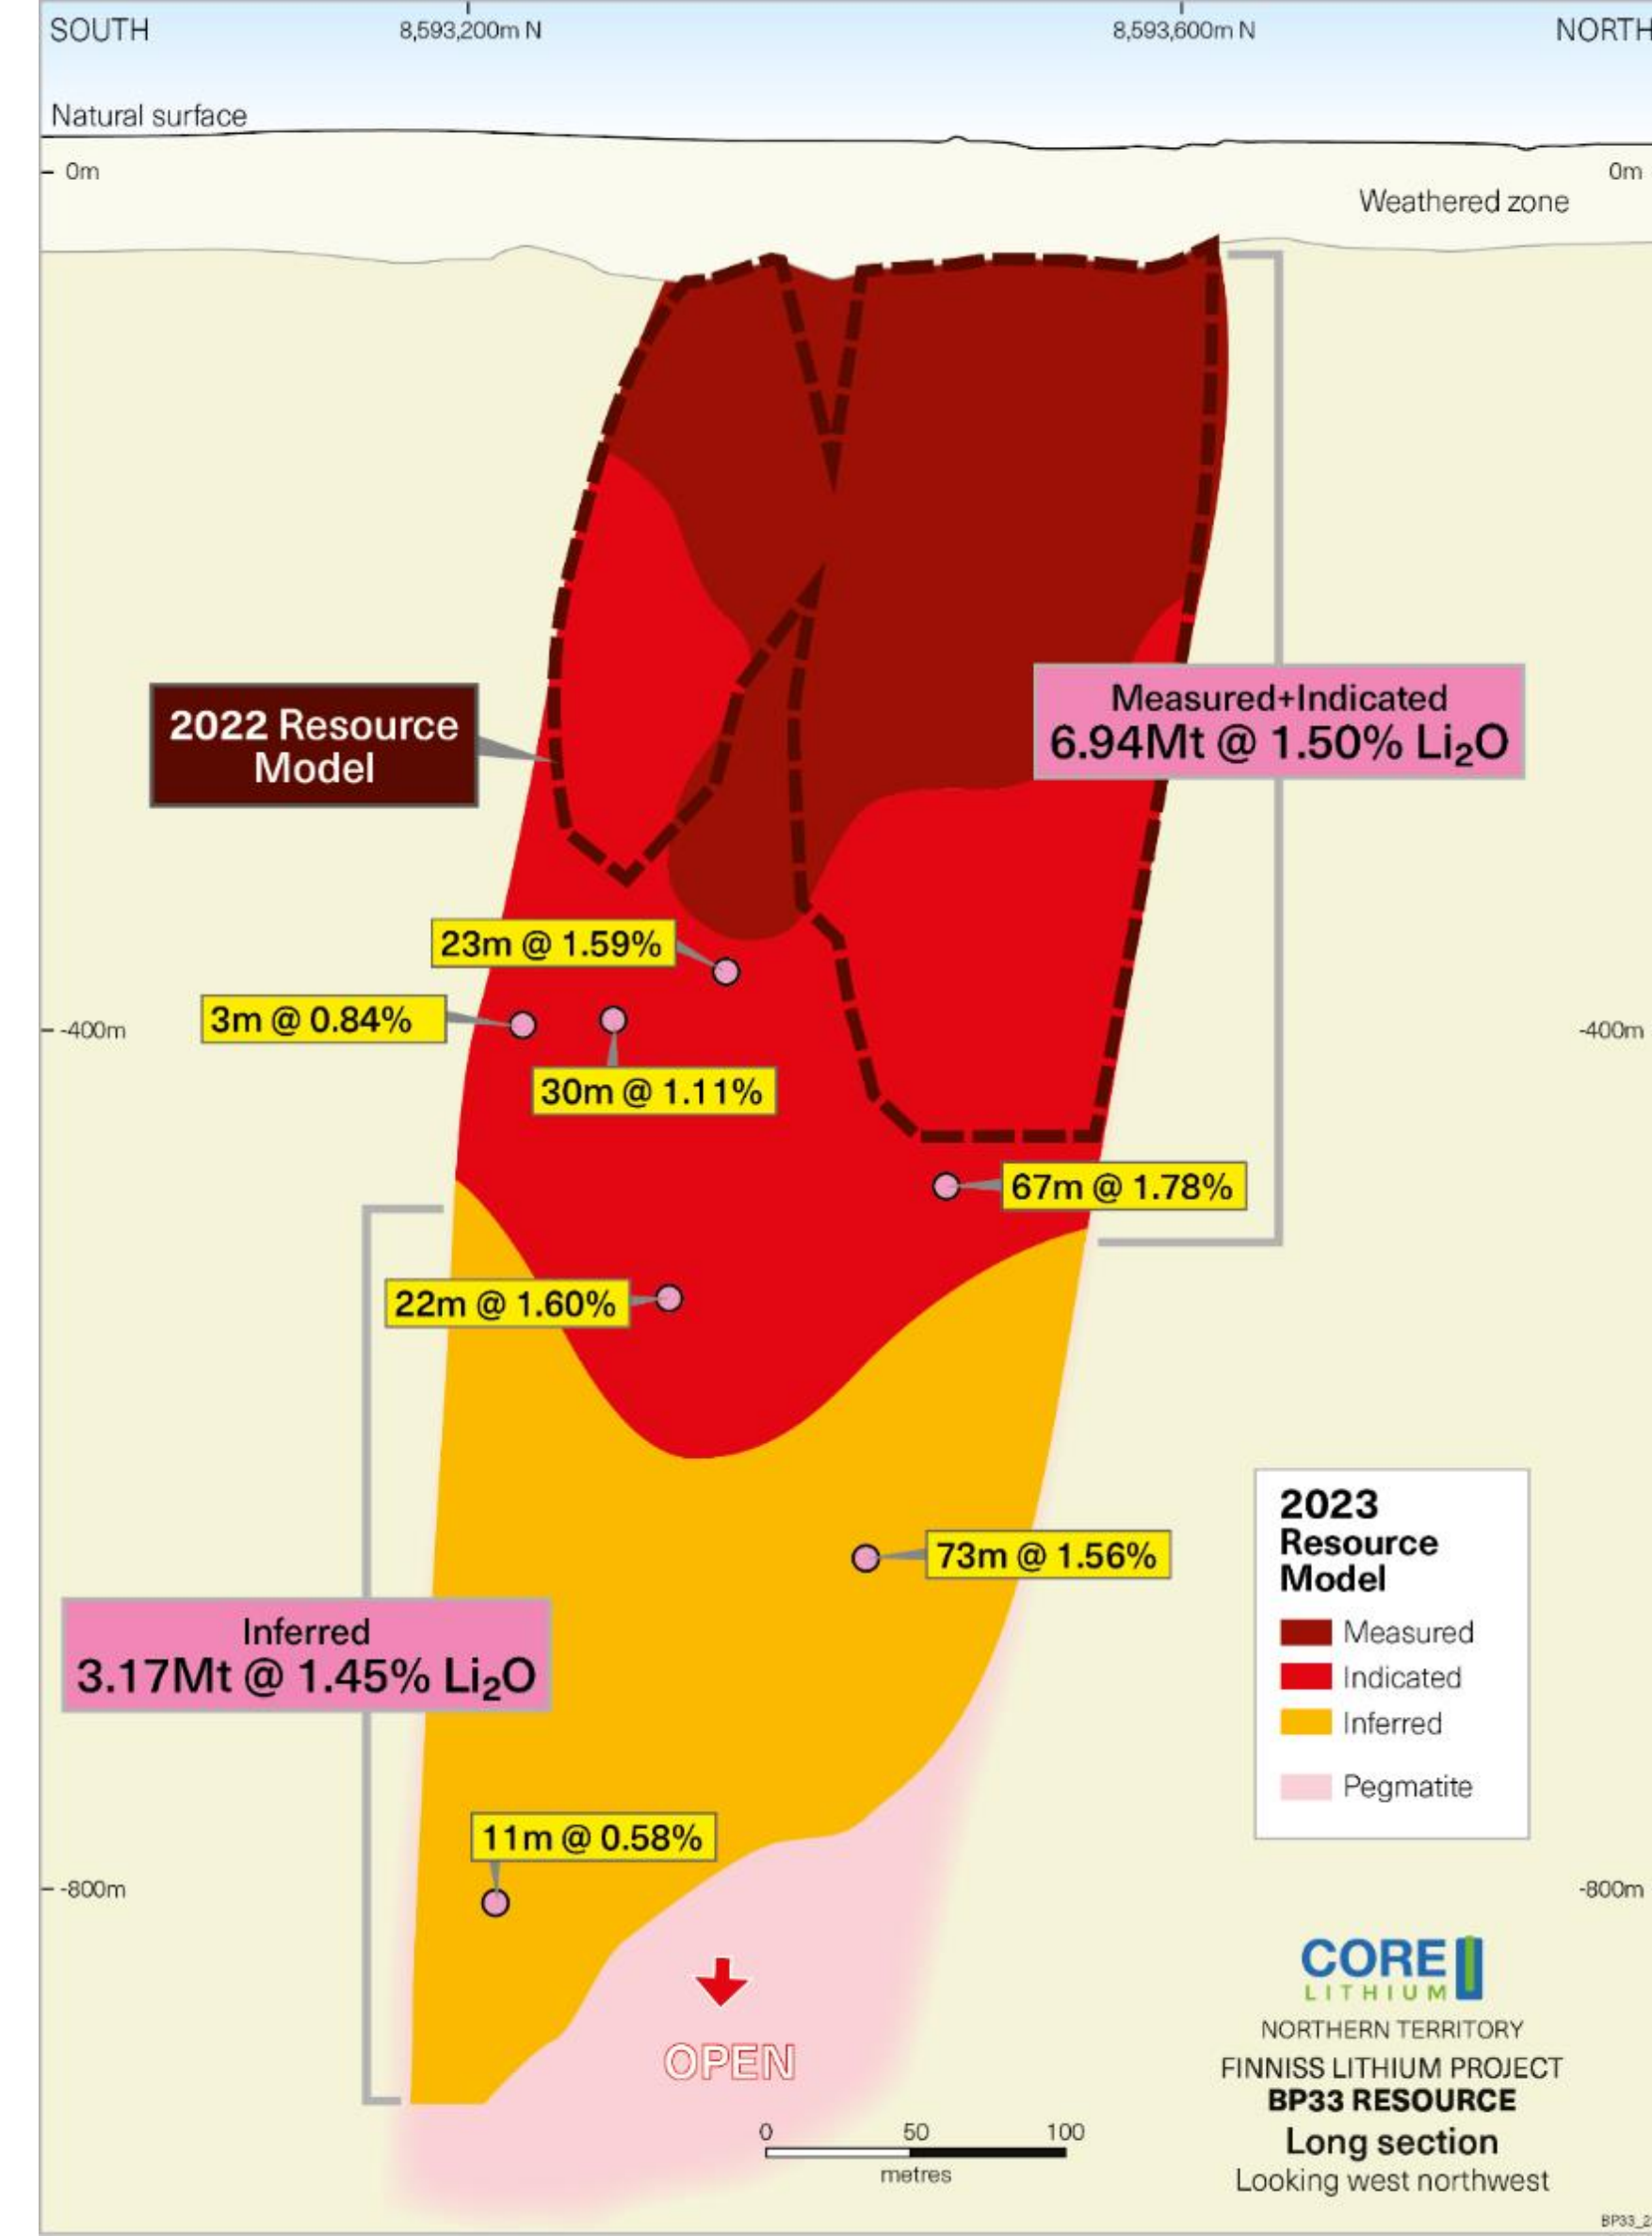 SOUTH
8,593,200m N
8,593,600m N
NORTH
Natural surface
0m
0m
Weathered zone
2022 Resource
Model
Measured+Indicated
6.94Mt @ 1.50% Li₂O
23m @ 1.59%
3m @ 0.84%
-400m
-400m
30m @ 1.11%
67m @ 1.78%
22m @ 1.60%
2023
Resource
Model
Measured
Indicated
Inferred
Pegmatite
73m @ 1.56%
Inferred
3.17Mt @ 1.45% Li₂O
11m @ 0.58%
-800m
-800m
OPEN
0 50 100
metres
CORE
LITHIUM
NORTHERN TERRITORY
FINNISS LITHIUM PROJECT
BP33 RESOURCE
Long section
Looking west northwest
BP33_2